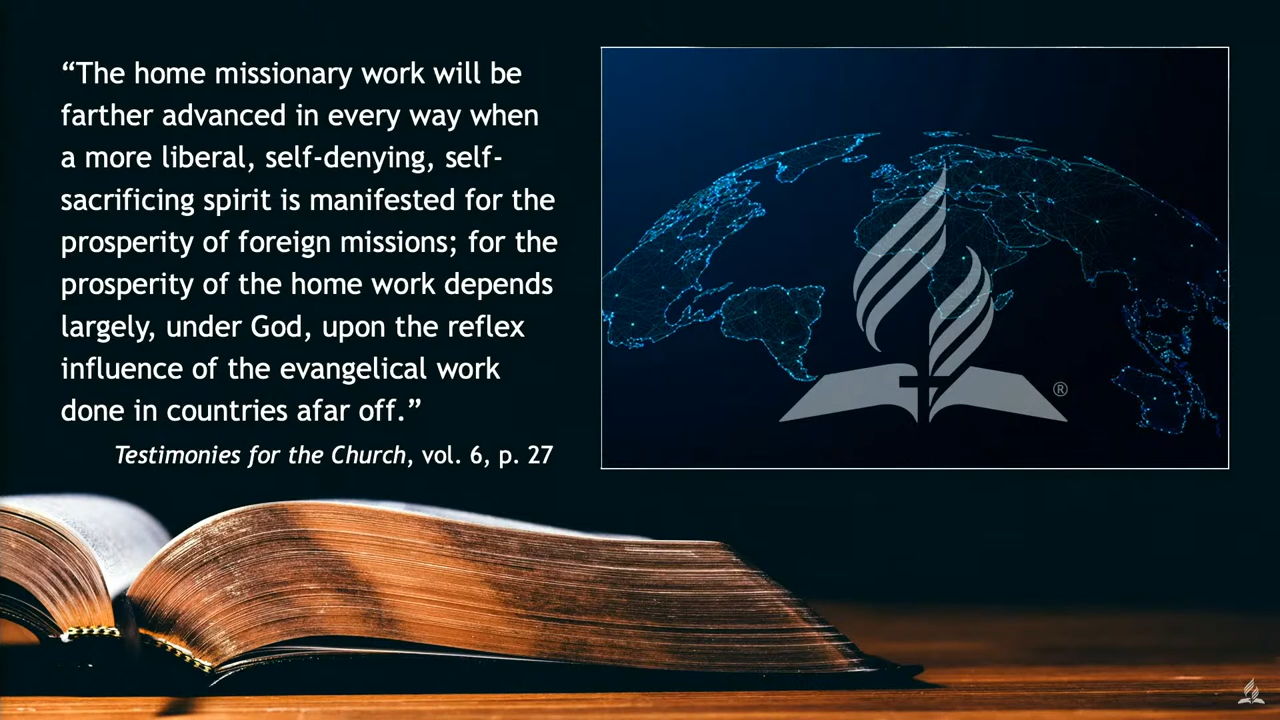 “The home missionary work will be
farther advanced in every way when
a more liberal, self-denying, self-
sacrificing spirit is manifested for the
prosperity of foreign missions; for the
prosperity of the home work depends
largely, under God, upon the reflex
influence of the evangelical work
done in countries afar off.”
Testimonies for the Church, vol. 6, p. 27
®